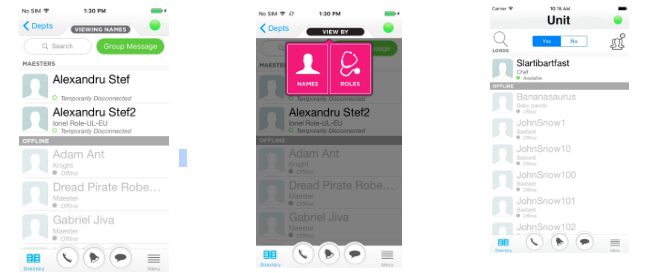 No SIM 1:30 PM
Depts VIEWING NAMES
Search Group Message
MAESTERS
Alexandru Stef
Temporarily Disconnected
Alexandru Stef2
Ionel Role-UL-EU
Temporarily Disconnected
OFFLINE
Adam Ant
Knight
Offline
Dread Pirate Robe...
Maester
Offline
Gabriel Jiva
Maester
Offline
Directory Menu
No SIM 1:30 PM
Depts VIEW BY
MAESTERS
NAMES ROLES
Temporarily Disconnected
Alexandru Stef2
Ionel Role-UL-EU
Temporarily Disconnected
OFFLINE
Adam Ant
Knight
Offline
Dread Pirate Robe...
Maester
Offline
Gabriel Jiva
Maester
Offline
Directory Menu
Carrier 10:16 AM
Unit
Yes No
LORDS
Slartibartfast
Chef
Available
OFFLINE
Bananasaurus
Baby panda
Offline
JohnSnow1
Bastard
Offline
JohnSnow10
Bastard
Offline
JohnSnow100
Bastard
Offline
JohnSnow101
Bastard
Offline
JohnSnow102
Directory Menu